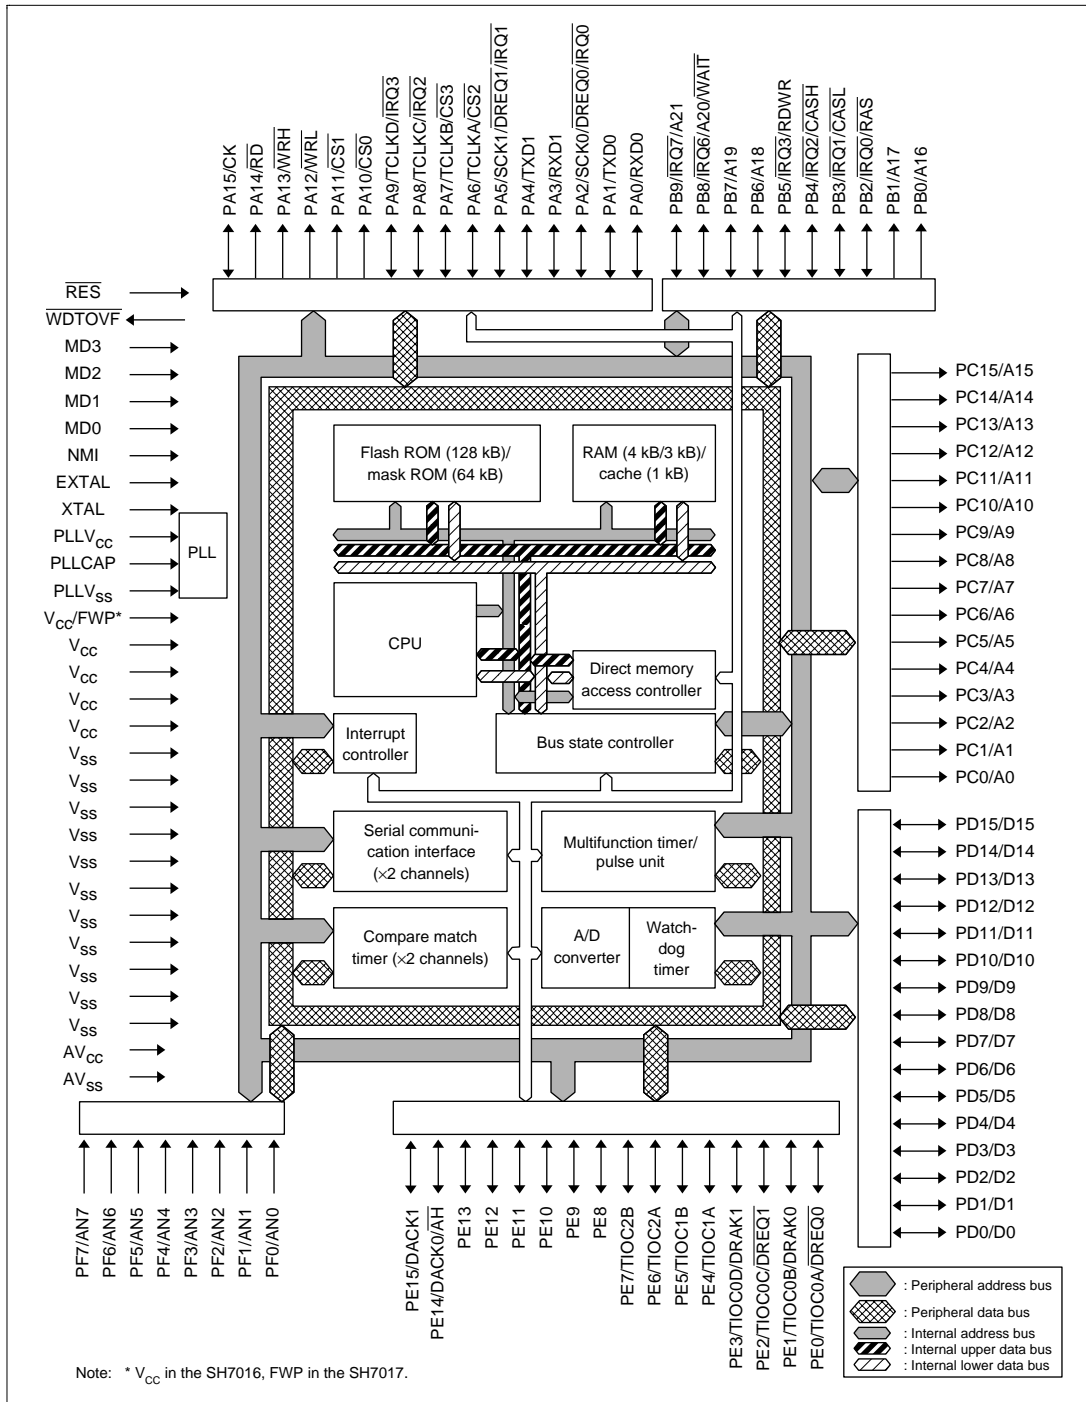 PA15/CK
PA14/RD
PA13/WRH
PA12/WRL
PA11/CS1
PA10/CS0
PA9/TCLKD/IRQ3
PA8/TCLKC/IRQ2
PA7/TCLKB/CS3
PA6/TCLKA/CS2
PA5/SCK1/DREQ1/IRQ1
PA4/TXD1
PA3/RXD1
PA2/SCK0/DREQ0/IRQ0
PA1/TXD0
PA0/RXD0
PB9/IRQ7/A21
PB8/IRQ6/A20/WAIT
PB7/A19
PB6/A18
PB5/IRQ3/RDWR
PB4/IRQ2/CASH
PB3/IRQ1/CASL
PB2/IRQ0/RAS
PB1/A17
PB0/A16
RES
WDTOVF
MD3
MD2
MD1
MD0
NMI
EXTAL
XTAL
PLLVCC
PLLCAP
PLLVSS
VCC/FWP*
VCC
VCC
VCC
VCC
VSS
VSS
VSS
Vss
Vss
VSS
VSS
VSS
VSS
VSS
VSS
AVCC
AVSS
PLL
Flash ROM (128 kB)/
mask ROM (64 kB)
RAM (4 kB/3 kB)/
cache (1 kB)
CPU
Direct memory
access controller
Interrupt
controller
Bus state controller
Serial communi-
cation interface
(×2 channels)
Multifunction timer/
pulse unit
Compare match
timer (×2 channels)
A/D
converter
Watch-
dog
timer
PC15/A15
PC14/A14
PC13/A13
PC12/A12
PC11/A11
PC10/A10
PC9/A9
PC8/A8
PC7/A7
PC6/A6
PC5/A5
PC4/A4
PC3/A3
PC2/A2
PC1/A1
PC0/A0
PD15/D15
PD14/D14
PD13/D13
PD12/D12
PD11/D11
PD10/D10
PD9/D9
PD8/D8
PD7/D7
PD6/D6
PD5/D5
PD4/D4
PD3/D3
PD2/D2
PD1/D1
PD0/D0
PF7/AN7
PF6/AN6
PF5/AN5
PF4/AN4
PF3/AN3
PF2/AN2
PF1/AN1
PF0/AN0
PE15/DACK1
PE14/DACK0/AH
PE13
PE12
PE11
PE10
PE9
PE8
PE7/TIOC2B
PE6/TIOC2A
PE5/TIOC1B
PE4/TIOC1A
PE3/TIOC0D/DRAK1
PE2/TIOC0C/DREQ1
PE1/TIOC0B/DRAK0
PE0/TIOC0A/DREQ0
: Peripheral address bus
: Peripheral data bus
: Internal address bus
: Internal upper data bus
: Internal lower data bus
Note: * VCC in the SH7016, FWP in the SH7017.